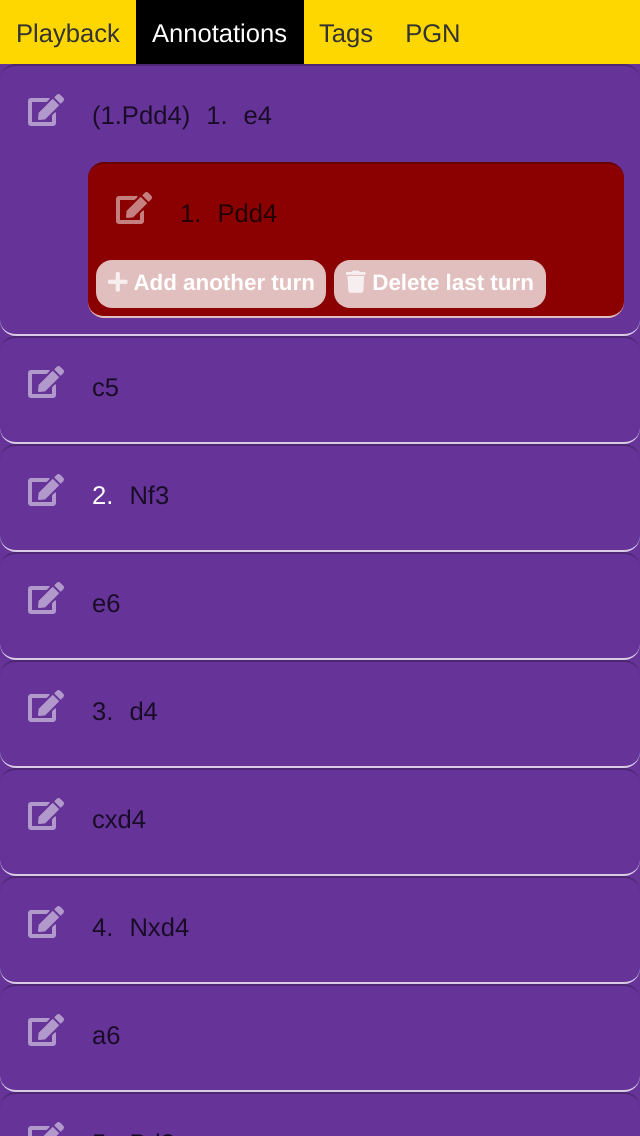 Playback Annotations Tags PGN
(1.Pdd4) 1. e4
1. Pdd4
Add another turn Delete last turn
c5
2. Nf3
e6
3. d4
cxd4
4. Nxd4
a6